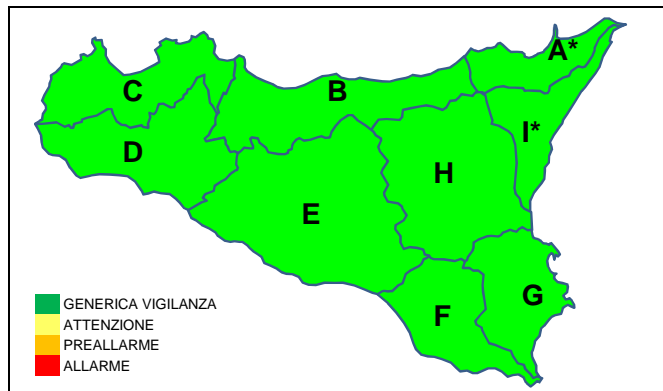 A*
C
B
I*
D
H
E
G
F
GENERICA VIGILANZA
ATTENZIONE
PREALLARME
ALLARME